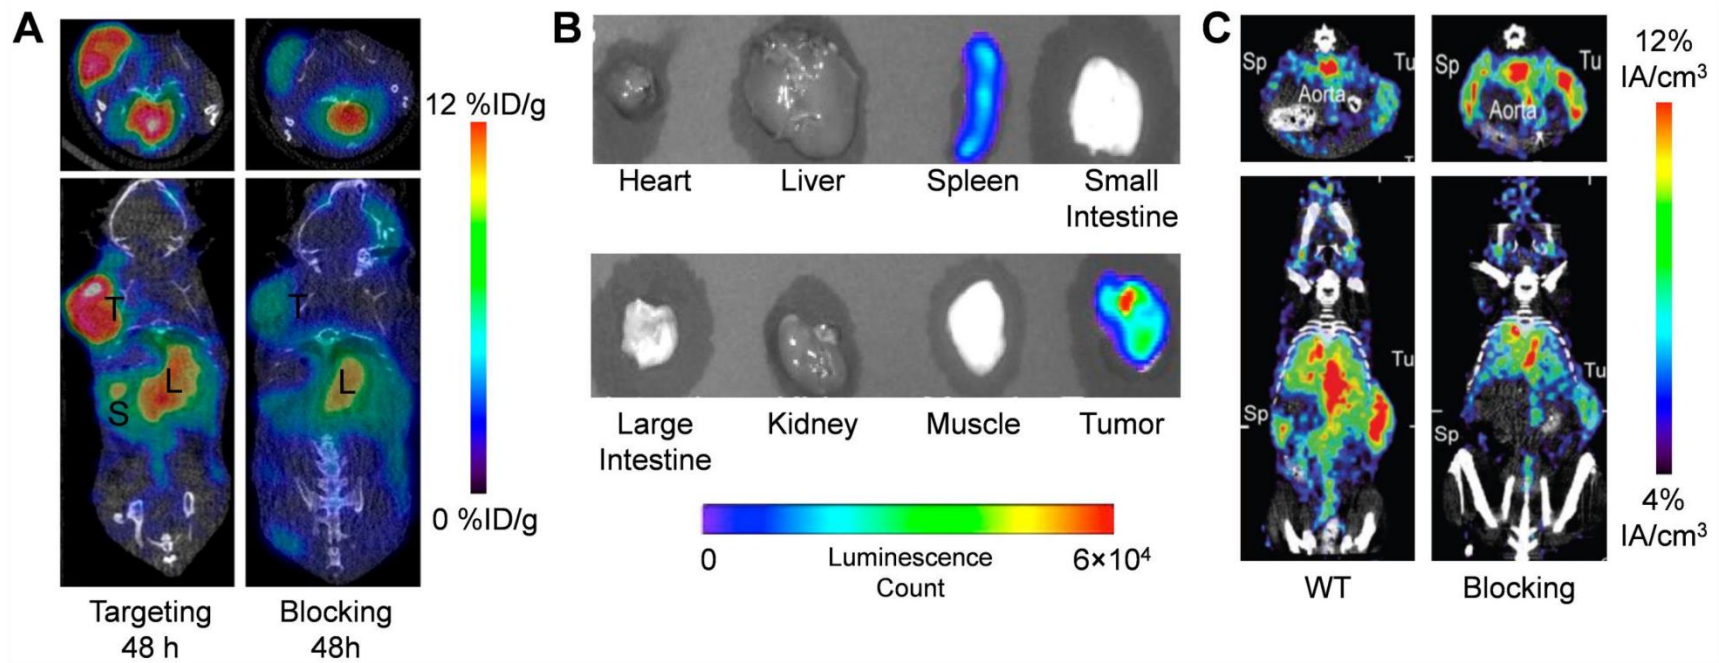 A
12 %ID/g
0 %ID/g
T
L
S
T
L
Targeting
48 h
Blocking
48h
B
Heart
Liver
Spleen
Small
Intestine
Large
Intestine
Kidney
Muscle
Tumor
0
Luminescence
Count
6×10⁴
C
Sp
Tu
Aorta
Sp
Tu
Aorta
Tu
Sp
Tu
Sp
WT
Blocking
12%
IA/cm³
4%
IA/cm³